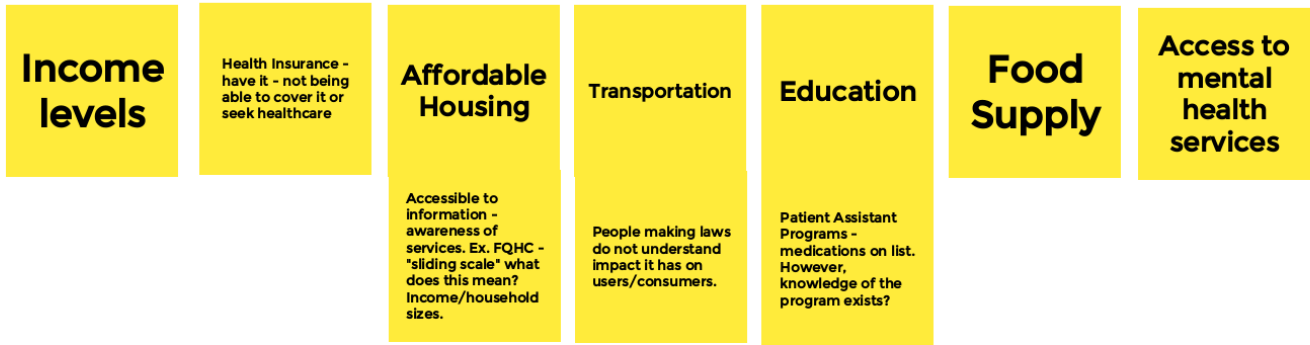 Income
levels
Health Insurance -
have it - not being
able to cover it or
seek healthcare
Affordable
Housing
Transportation
Education
Food
Supply
Access to
mental
health
services
Accessible to
information -
awareness of
services. Ex. FQHC -
"sliding scale" what
does this mean?
Income/household
sizes.
People making laws
do not understand
impact it has on
users/consumers.
Patient Assistant
Programs -
medications on list.
However,
knowledge of the
program exists?